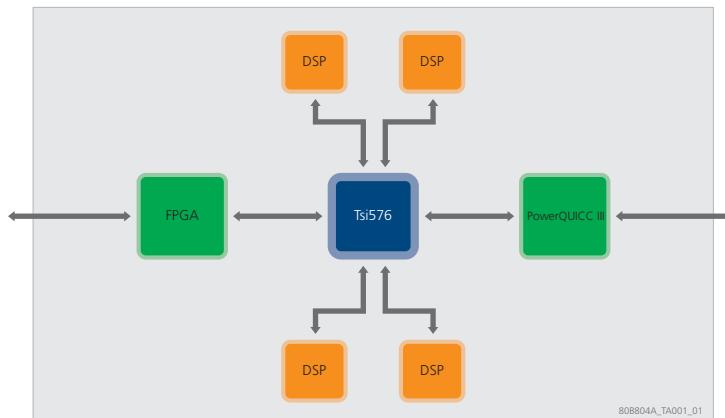 DSP
DSP
FPGA
Tsi576
PowerQUICC III
DSP
DSP
80B804A_TA001_01